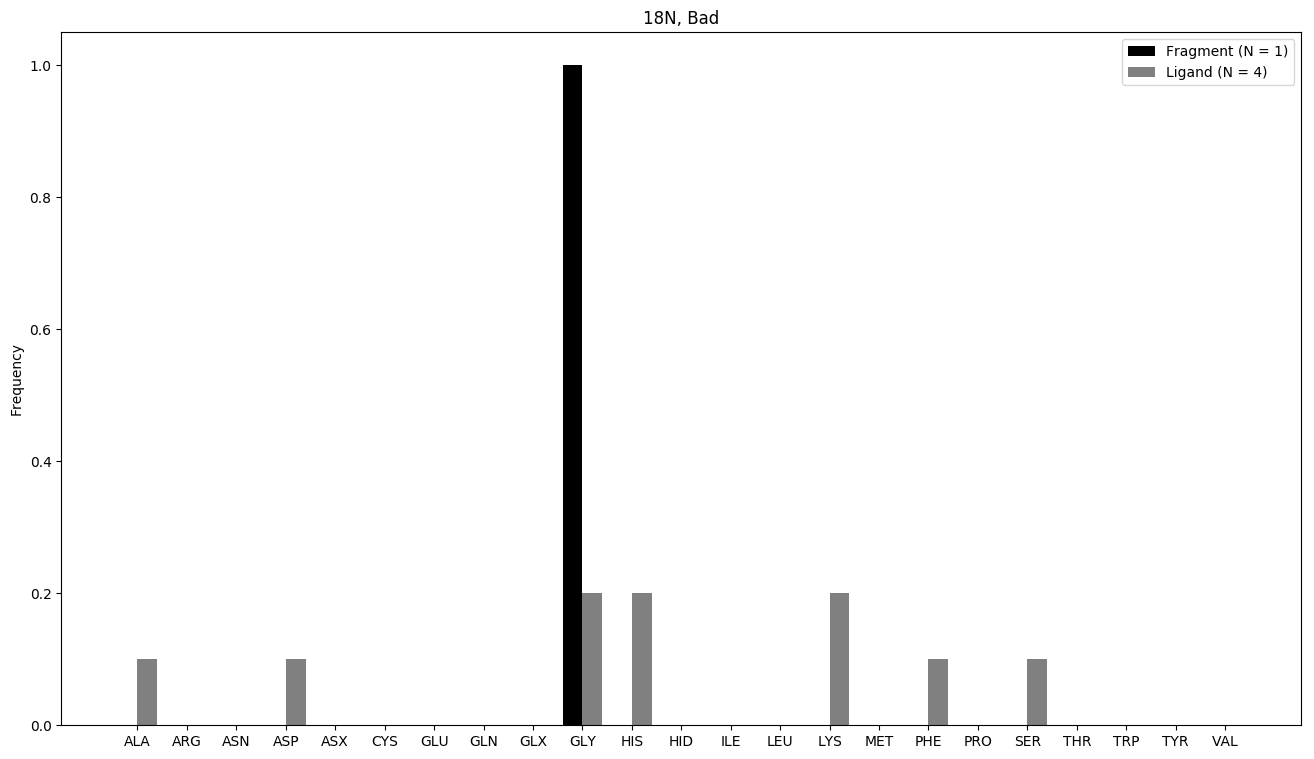 18N, Bad
Fragment (N = 1)
Ligand (N = 4)
Frequency
1.0
0.8
0.6
0.4
0.2
0.0
ALA ARG ASN ASP ASX CYS GLU GLN GLX GLY HIS HID ILE LEU LYS MET PHE PRO SER THR TRP TYR VAL